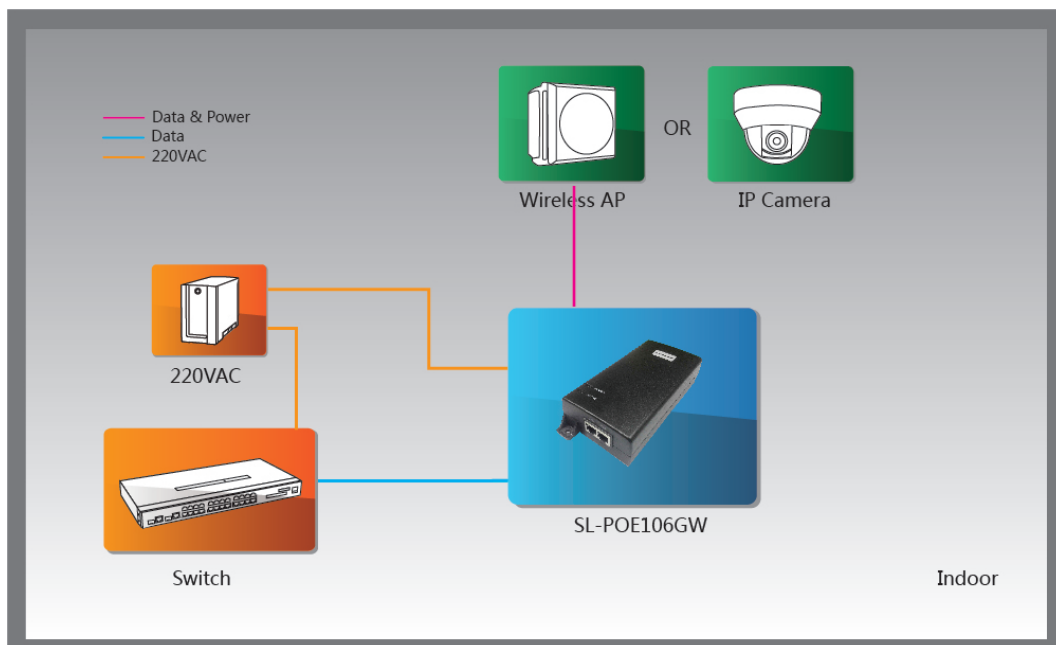 Data & Power
Data
220VAC
OR
Wireless AP
IP Camera
220VAC
SL-POE106GW
Switch
Indoor